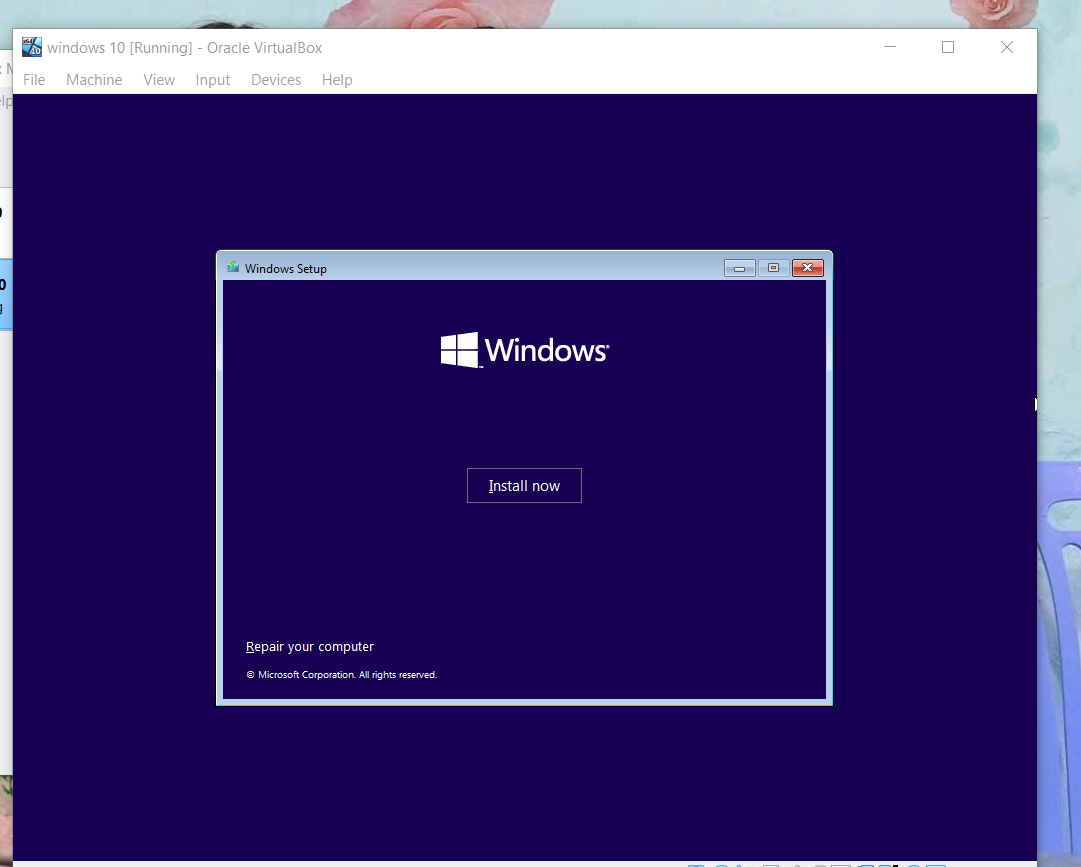 windows 10 [Running] - Oracle VirtualBox
File Machine View Input Devices Help
Windows Setup
Windows
Install now
Repair your computer
© Microsoft Corporation. All rights reserved.